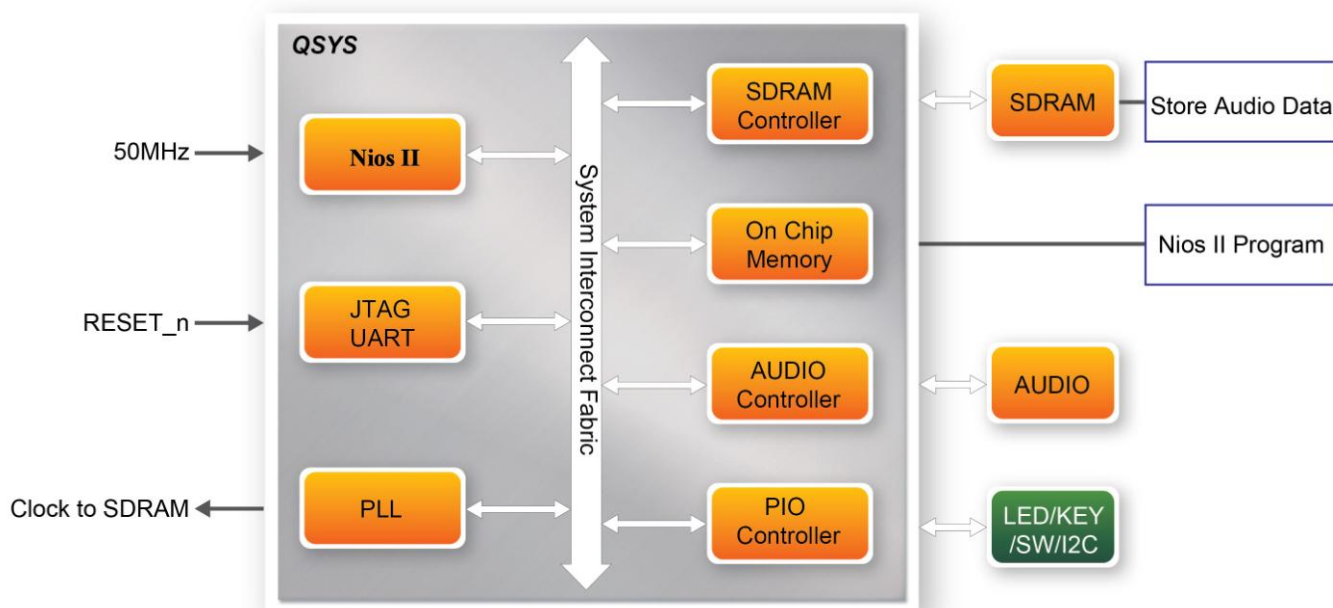 QSYS
50MHz
RESET_n
Clock to SDRAM
Nios II
JTAG
UART
PLL
System Interconnect Fabric
SDRAM
Controller
On Chip
Memory
AUDIO
Controller
PIO
Controller
SDRAM
Store Audio Data
Nios II Program
AUDIO
LED/KEY
/SW/I2C